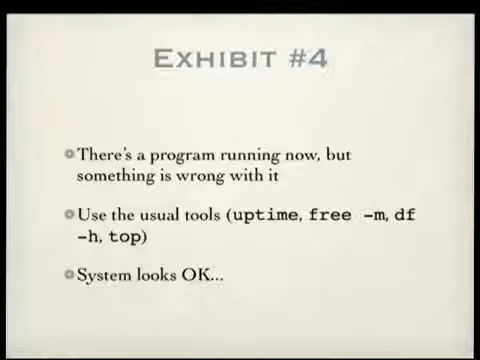 EXHIBIT #4
There's a program running now, but
something is wrong with it
Use the usual tools (uptime, free -m, df
-h, top)
System looks OK...